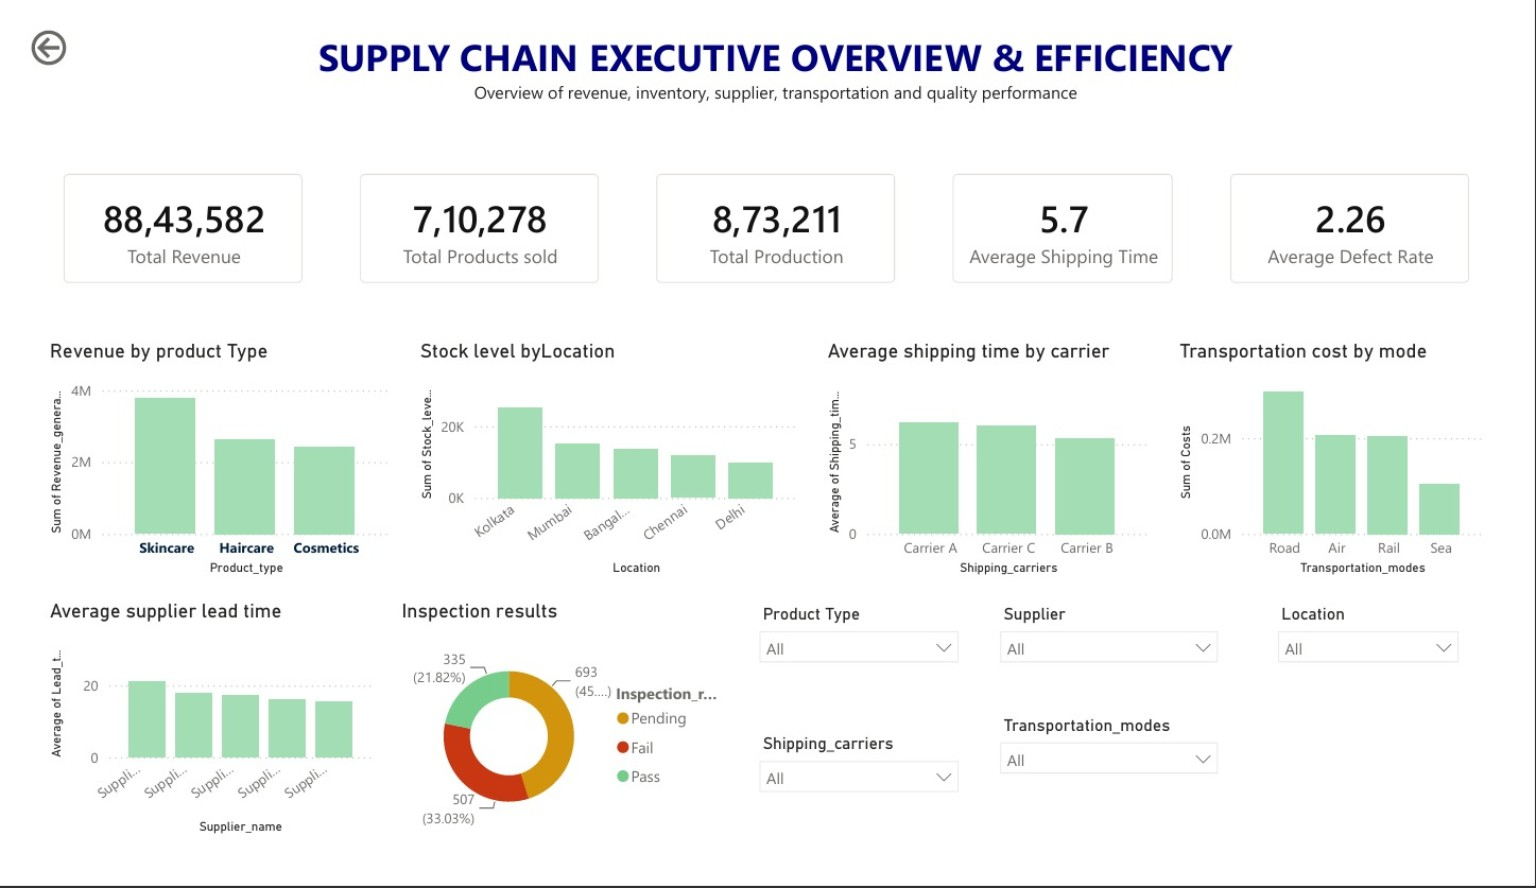 SUPPLY CHAIN EXECUTIVE OVERVIEW & EFFICIENCY
Overview of revenue, inventory, supplier, transportation and quality performance
88,43,582
Total Revenue
7,10,278
Total Products sold
8,73,211
Total Production
5.7
Average Shipping Time
2.26
Average Defect Rate
Revenue by product Type
Sum of Revenue_genera...
4M
2M
0M
Skincare Haircare Cosmetics
Product_type
Stock level byLocation
Sum of Stock_leve...
20K
0K
Kolkata Mumbai Bangal... Chennai Delhi
Location
Average shipping time by carrier
Average of Shipping_tim...
5
0
Carrier A Carrier C Carrier B
Shipping_carriers
Transportation cost by mode
Sum of Costs
0.2M
0.0M
Road Air Rail Sea
Transportation_modes
Average supplier lead time
Average of Lead_t...
20
0
Suppli... Suppli... Suppli... Suppli... Suppli...
Supplier_name
Inspection results
335
(21.82%)
693
(45....)
507
(33.03%)
Inspection_r...
Pending
Fail
Pass
Product Type
All
Supplier
All
Location
All
Shipping_carriers
All
Transportation_modes
All